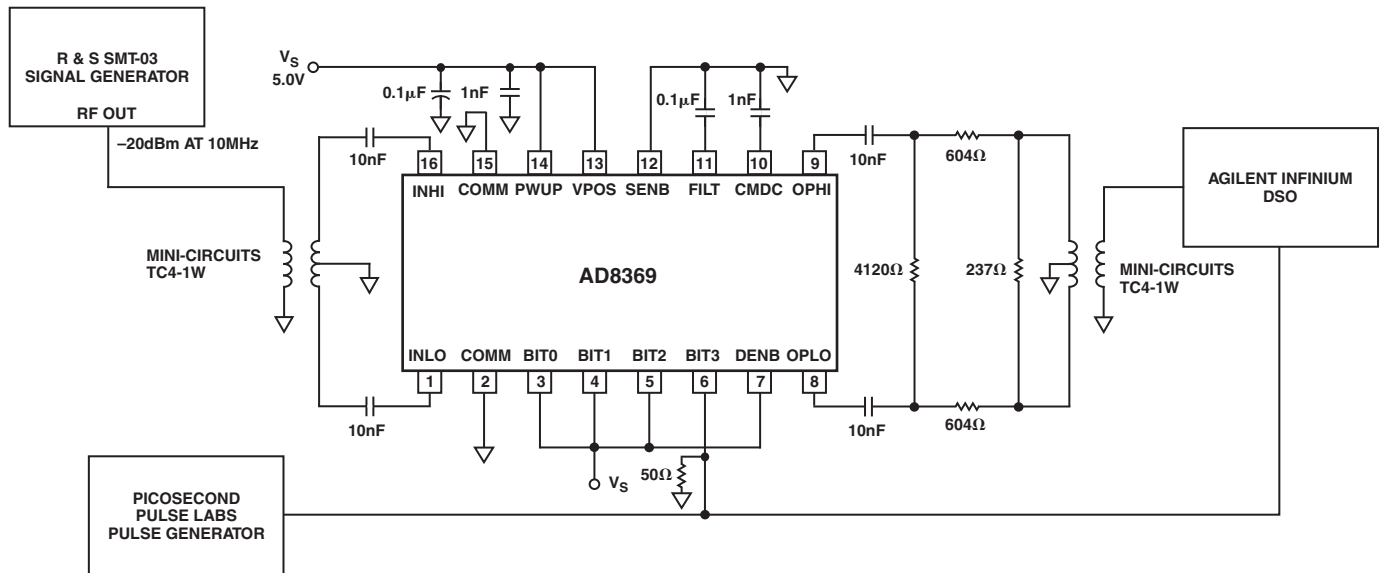 R & S SMT-03
SIGNAL GENERATOR
RF OUT
–20dBm AT 10MHz
VS
5.0V
0.1μF
1nF
0.1μF
1nF
10nF
10nF
604Ω
16
15
14
13
12
11
10
9
INHI
COMM
PWUP
VPOS
SENB
FILT
CMDC
OPHI
AGILENT INFINIUM
DSO
MINI-CIRCUITS
TC4-1W
AD8369
4120Ω
237Ω
MINI-CIRCUITS
TC4-1W
INLO
COMM
BIT0
BIT1
BIT2
BIT3
DENB
OPLO
1
2
3
4
5
6
7
8
10nF
10nF
604Ω
VS
50Ω
PICOSECOND
PULSE LABS
PULSE GENERATOR